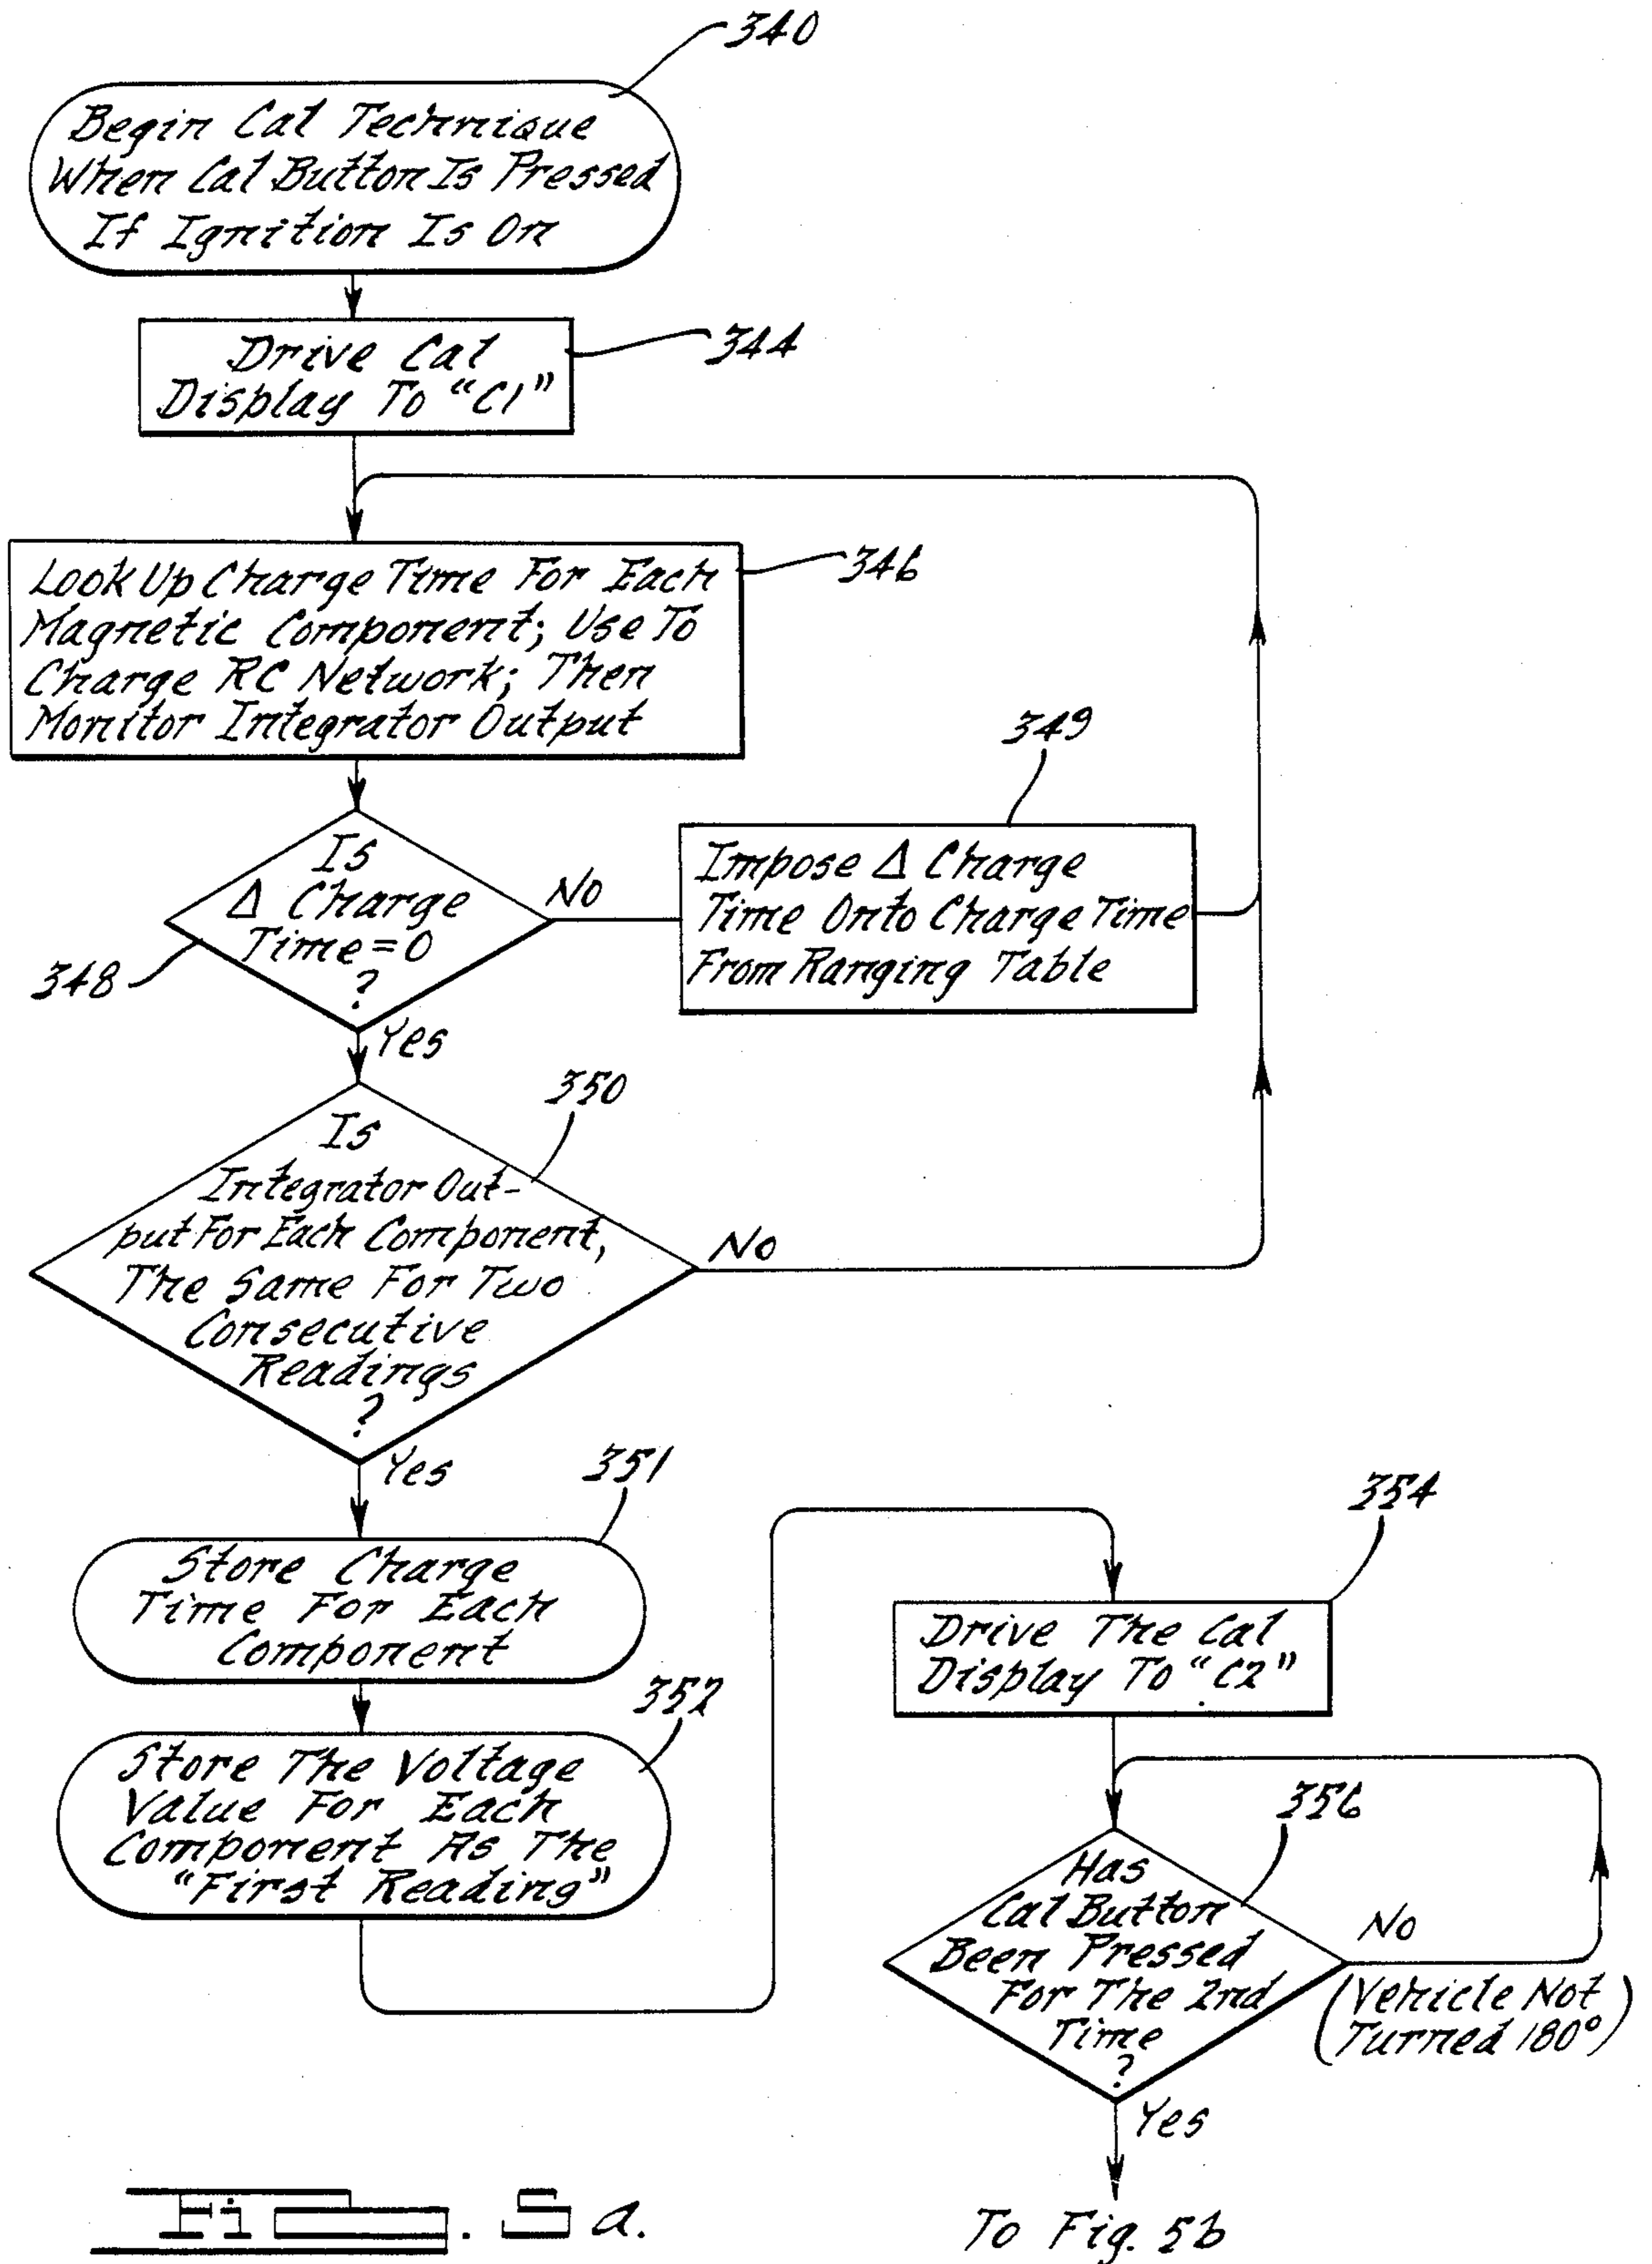 340
Begin Cal Technique
When Cal Button Is Pressed
If Ignition Is On
344
Drive Cal
Display To "C1"
346
Look Up Charge Time For Each
Magnetic Component; Use To
Charge RC Network; Then
Monitor Integrator Output
349
Is
Δ Charge
Time = 0
?
348
No
Impose Δ Charge
Time Onto Charge Time
From Ranging Table
Yes
350
Is
Integrator Out-
put For Each Component,
The Same For Two
Consecutive
Readings
?
No
Yes
351
Store Charge
Time For Each
Component
352
Store The Voltage
Value For Each
Component As The
"First Reading"
354
Drive The Cal
Display To "C2"
356
Has
Cal Button
Been Pressed
For The 2nd
Time
?
No
(Vehicle Not
Turned 180°)
Yes
To Fig. 5b
Fig. 5a.